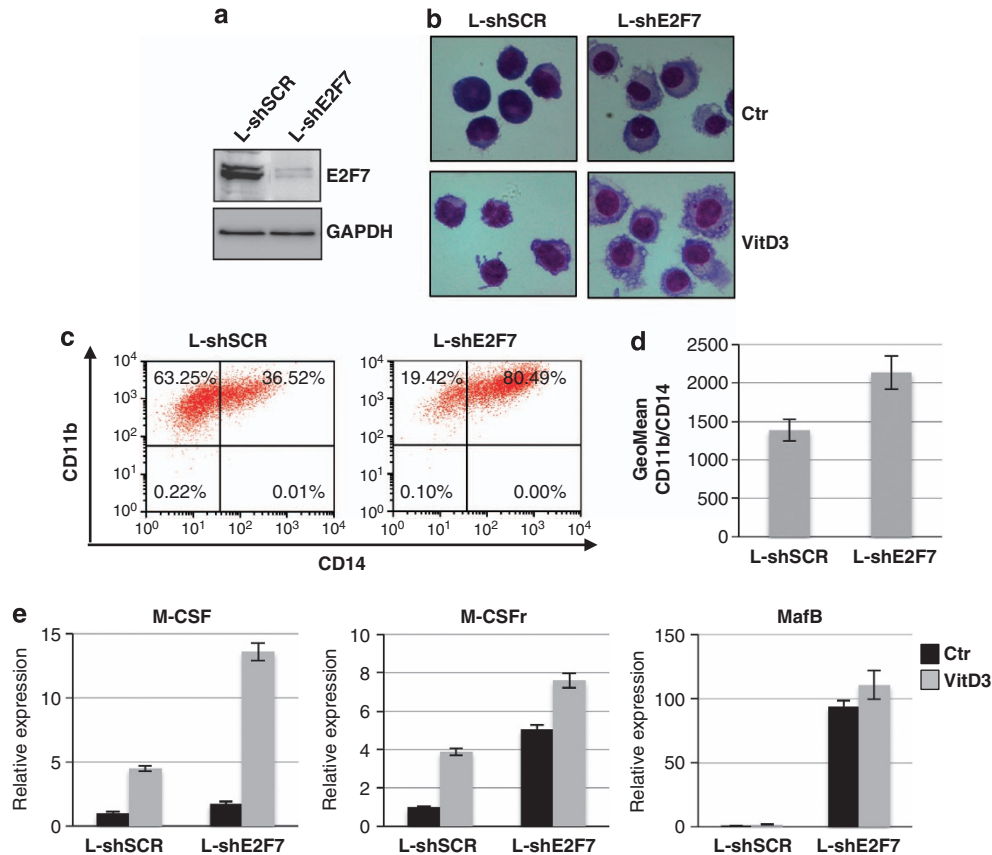 a
L-shSCR
L-shE2F7
E2F7
GAPDH
b
L-shSCR
L-shE2F7
Ctr
VitD3
c
L-shSCR
L-shE2F7
CD11b
10⁴
10³
10²
10¹
10⁰
63.25%
36.52%
0.22%
0.01%
10⁰
10¹
10²
10³
10⁴
10⁴
10³
10²
10¹
10⁰
19.42%
80.49%
0.10%
0.00%
10⁰
10¹
10²
10³
10⁴
CD14
d
GeoMean
CD11b/CD14
2500
2000
1500
1000
500
0
L-shSCR
L-shE2F7
e
M-CSF
Relative expression
15
10
5
0
L-shSCR
L-shE2F7
M-CSFr
Relative expression
10
8
6
4
2
0
L-shSCR
L-shE2F7
MafB
Relative expression
150
100
50
0
L-shSCR
L-shE2F7
Ctr
VitD3